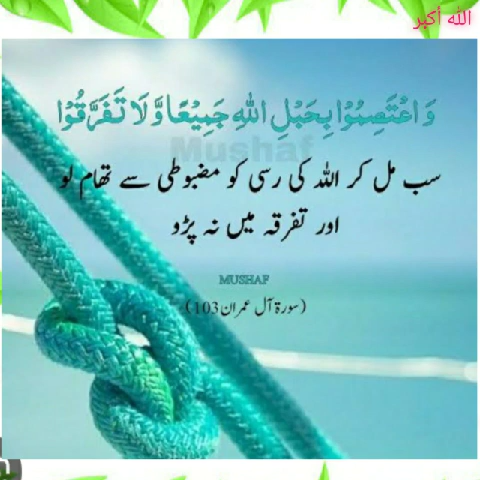 الله أكبر
وَاعْتَصِمُوْا بِحَبْلِ اللّٰهِ جَمِيْعًا وَّلَا تَفَرَّقُوْا
Mushaf
سب مل کر اللہ کی رسی کو مضبوطی سے تھام لو
اور تفرقہ میں نہ پڑو
MUSHAF
(سورۃ آل عمران 103)